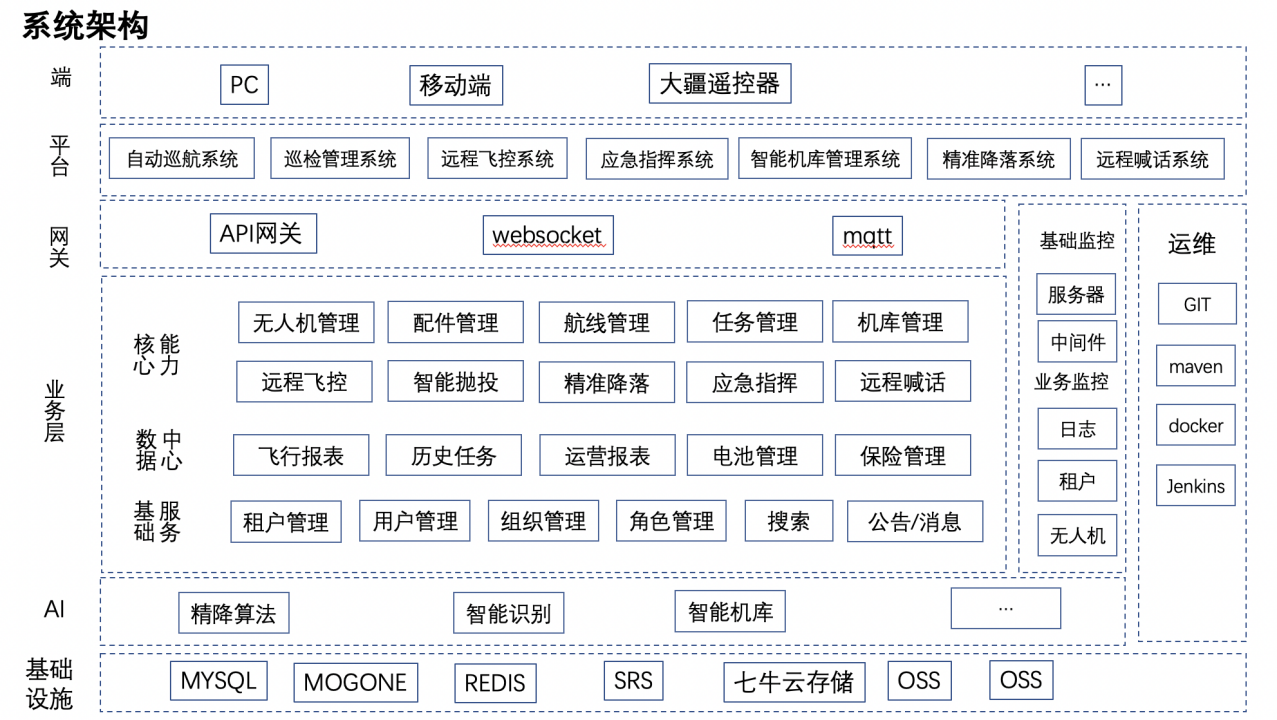 系统架构
端
PC
移动端
大疆遥控器
...
平台
自动巡航系统
巡检管理系统
远程飞控系统
应急指挥系统
智能机库管理系统
精准降落系统
远程喊话系统
网关
API网关
websocket
mqtt
业务层
核心能力
无人机管理
配件管理
航线管理
任务管理
机库管理
远程飞控
智能抛投
精准降落
应急指挥
远程喊话
数据中心
飞行报表
历史任务
运营报表
电池管理
保险管理
基础服务
租户管理
用户管理
组织管理
角色管理
搜索
公告/消息
基础监控
服务器
中间件
业务监控
日志
租户
无人机
运维
GIT
maven
docker
Jenkins
AI
精降算法
智能识别
智能机库
...
基础设施
MYSQL
MOGONE
REDIS
SRS
七牛云存储
OSS
OSS